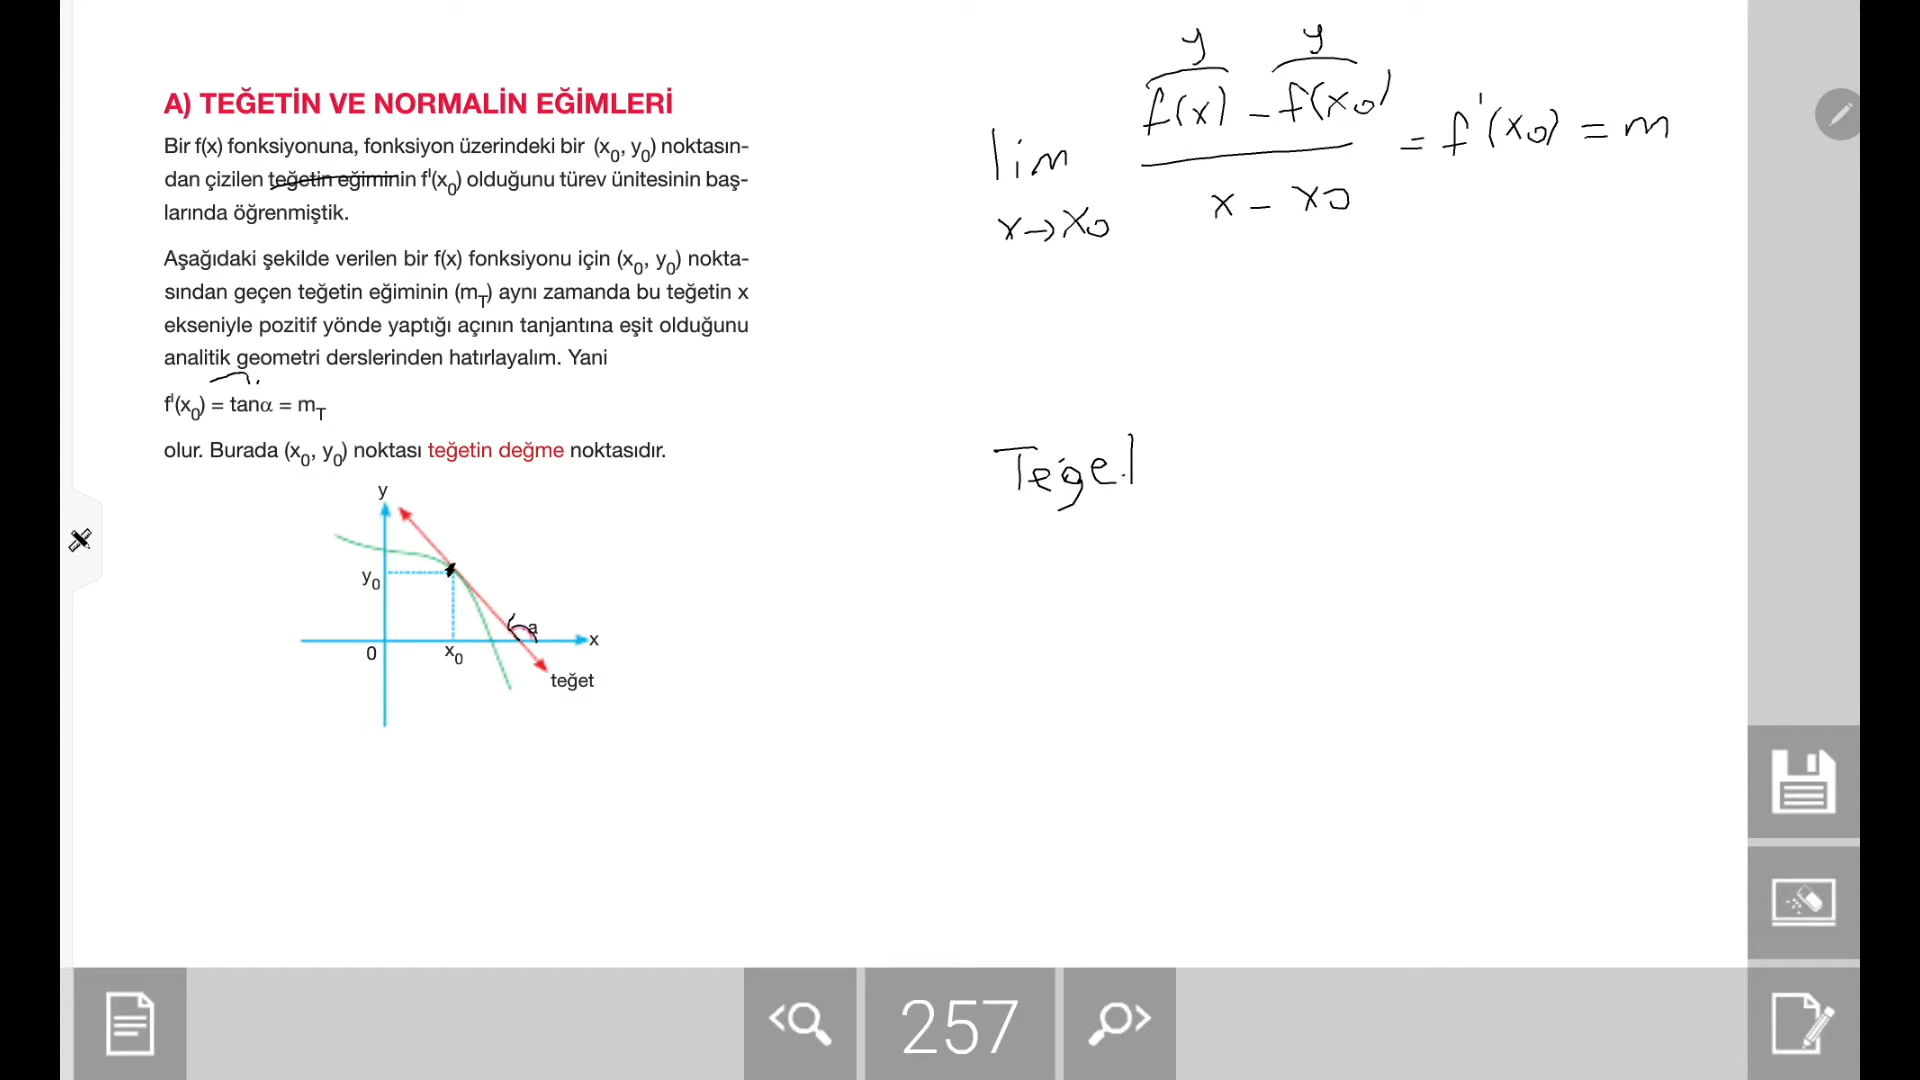 A) TEĞETİN VE NORMALİN EĞİMLERİ
Bir f(x) fonksiyonuna, fonksiyon üzerindeki bir (x₀, y₀) noktasın-
dan çizilen teğetin eğiminin f'(x₀) olduğunu türev ünitesinin baş-
larında öğrenmiştik.
Aşağıdaki şekilde verilen bir f(x) fonksiyonu için (x₀, y₀) nokta-
sından geçen teğetin eğiminin (m_T) aynı zamanda bu teğetin x
ekseniyle pozitif yönde yaptığı açının tanjantına eşit olduğunu
analitik geometri derslerinden hatırlayalım. Yani
f'(x₀) = tanα = m_T
olur. Burada (x₀, y₀) noktası teğetin değme noktasıdır.
y
y₀
a
x
0
x₀
teğet
y y
f(x) - f(x₀)
lim = f'(x₀) = m
x - x₀
x→x₀
Teğel
257